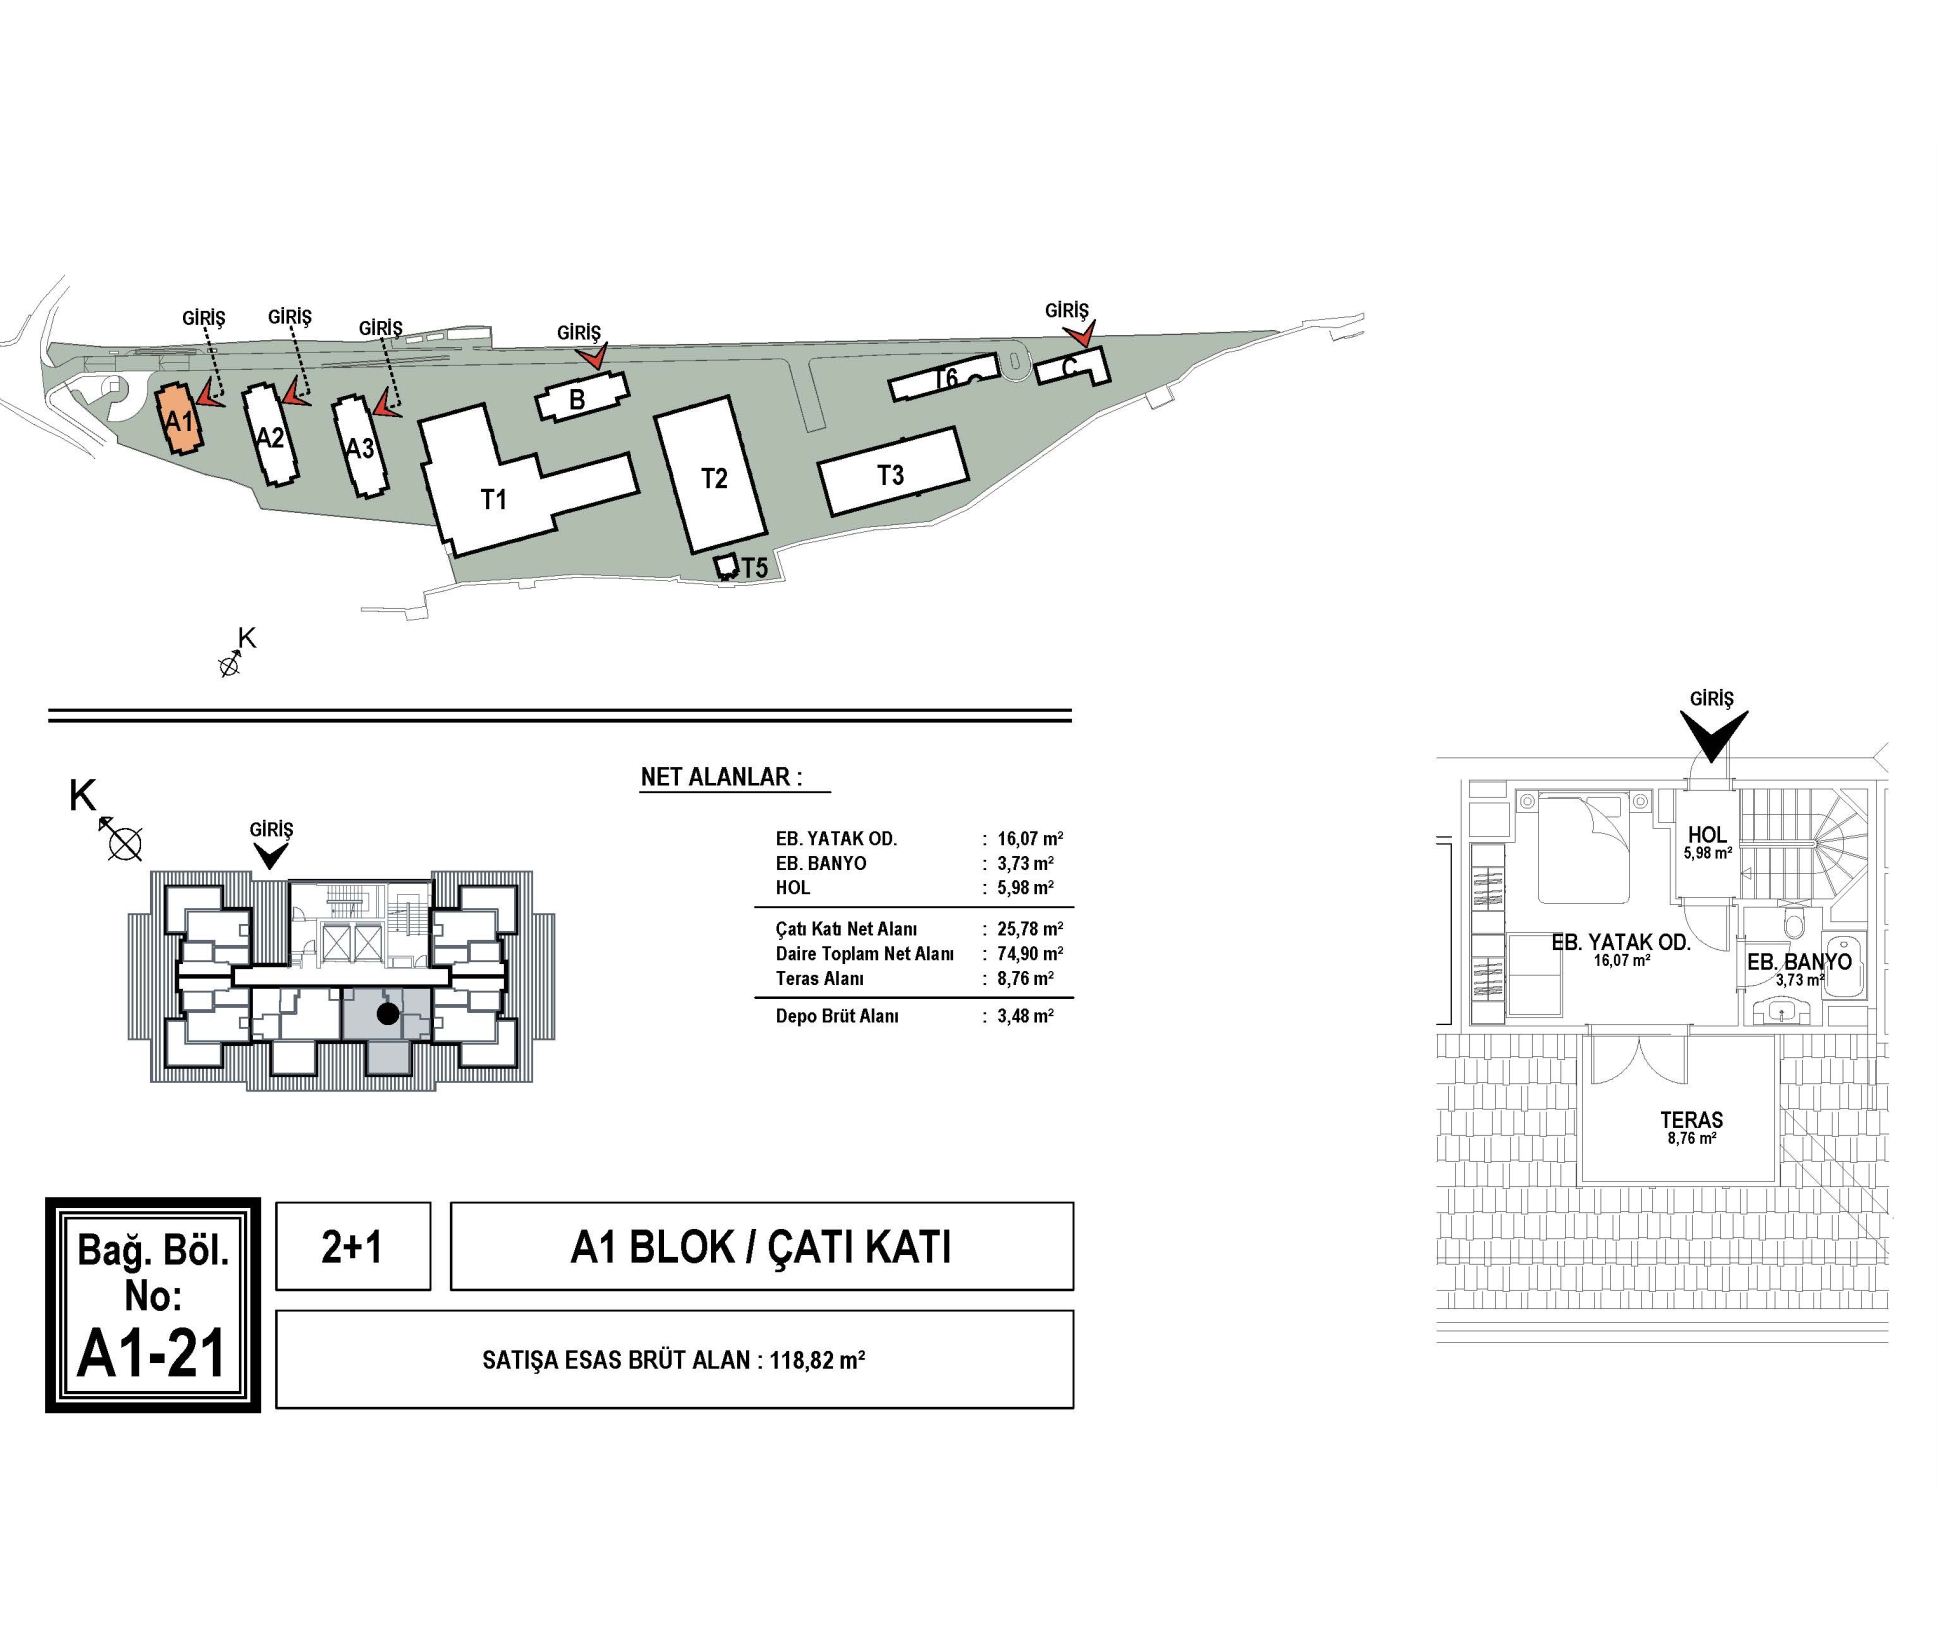 GİRİŞ
GİRİŞ
GİRİŞ
GİRİŞ
GİRİŞ
A1
A2
A3
B
T1
T2
T3
T5
T6
C
K
K
GİRİŞ
NET ALANLAR :
EB. YATAK OD. : 16,07 m²
EB. BANYO : 3,73 m²
HOL : 5,98 m²
Çatı Katı Net Alanı : 25,78 m²
Daire Toplam Net Alanı : 74,90 m²
Teras Alanı : 8,76 m²
Depo Brüt Alanı : 3,48 m²
GİRİŞ
HOL
5,98 m²
EB. YATAK OD.
16,07 m²
EB. BANYO
3,73 m²
TERAS
8,76 m²
Bağ. Böl.
No:
A1-21
2+1
A1 BLOK / ÇATI KATI
SATIŞA ESAS BRÜT ALAN : 118,82 m²